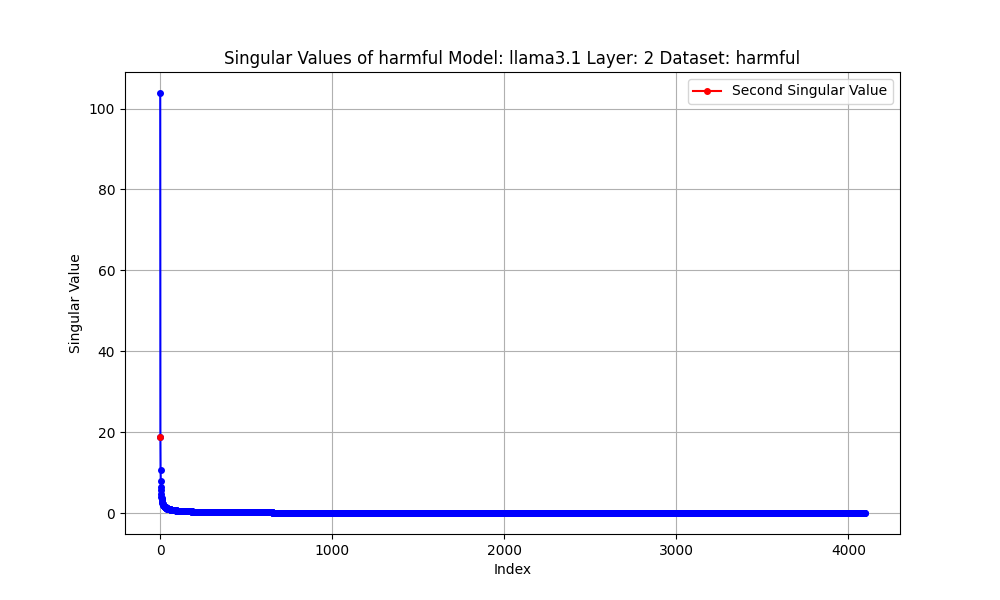 Singular Values of harmful Model: llama3.1 Layer: 2 Dataset: harmful
Second Singular Value
100
80
60
40
20
0
Singular Value
0 1000 2000 3000 4000
Index